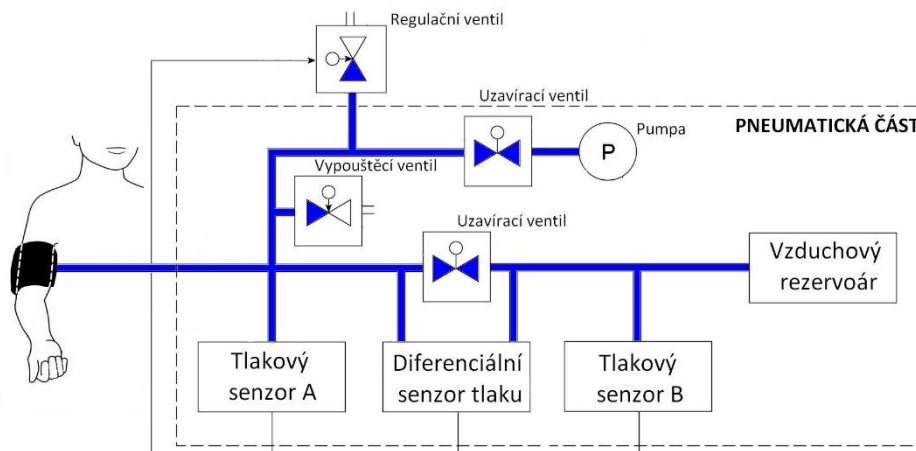 Regulační ventil
Uzavírací ventil
Pumpa
PNEUMATICKÁ ČÁST
P
Vypouštěcí ventil
Uzavírací ventil
Vzduchový
rezervoár
Tlakový
senzor A
Diferenciální
senzor tlaku
Tlakový
senzor B